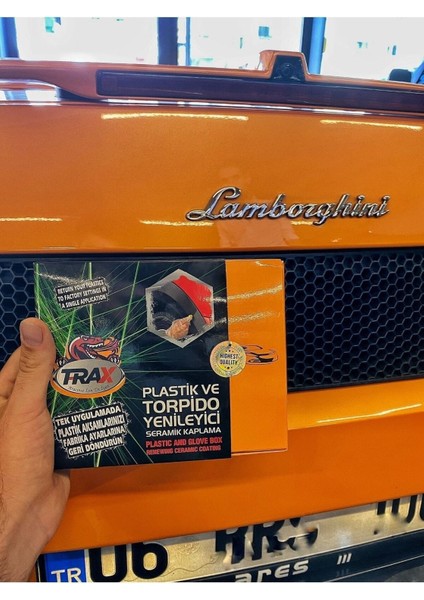 Lamborghini
RETURN YOUR PLASTICS
TO FACTORY SETTINGS IN
A SINGLE APPLICATION
TRAX
HIGHEST
QUALITY
PLASTİK VE
TORPİDO
YENİLEYİCİ
SERAMİK KAPLAMA
PLASTIC AND GLOVE BOX
RENEWING CERAMIC COATING
TEK UYGULAMADA
PLASTİK AKSAMLARINIZI
FABRİKA AYARLARINA
GERİ DÖNDÜRÜN
TR 06
ares